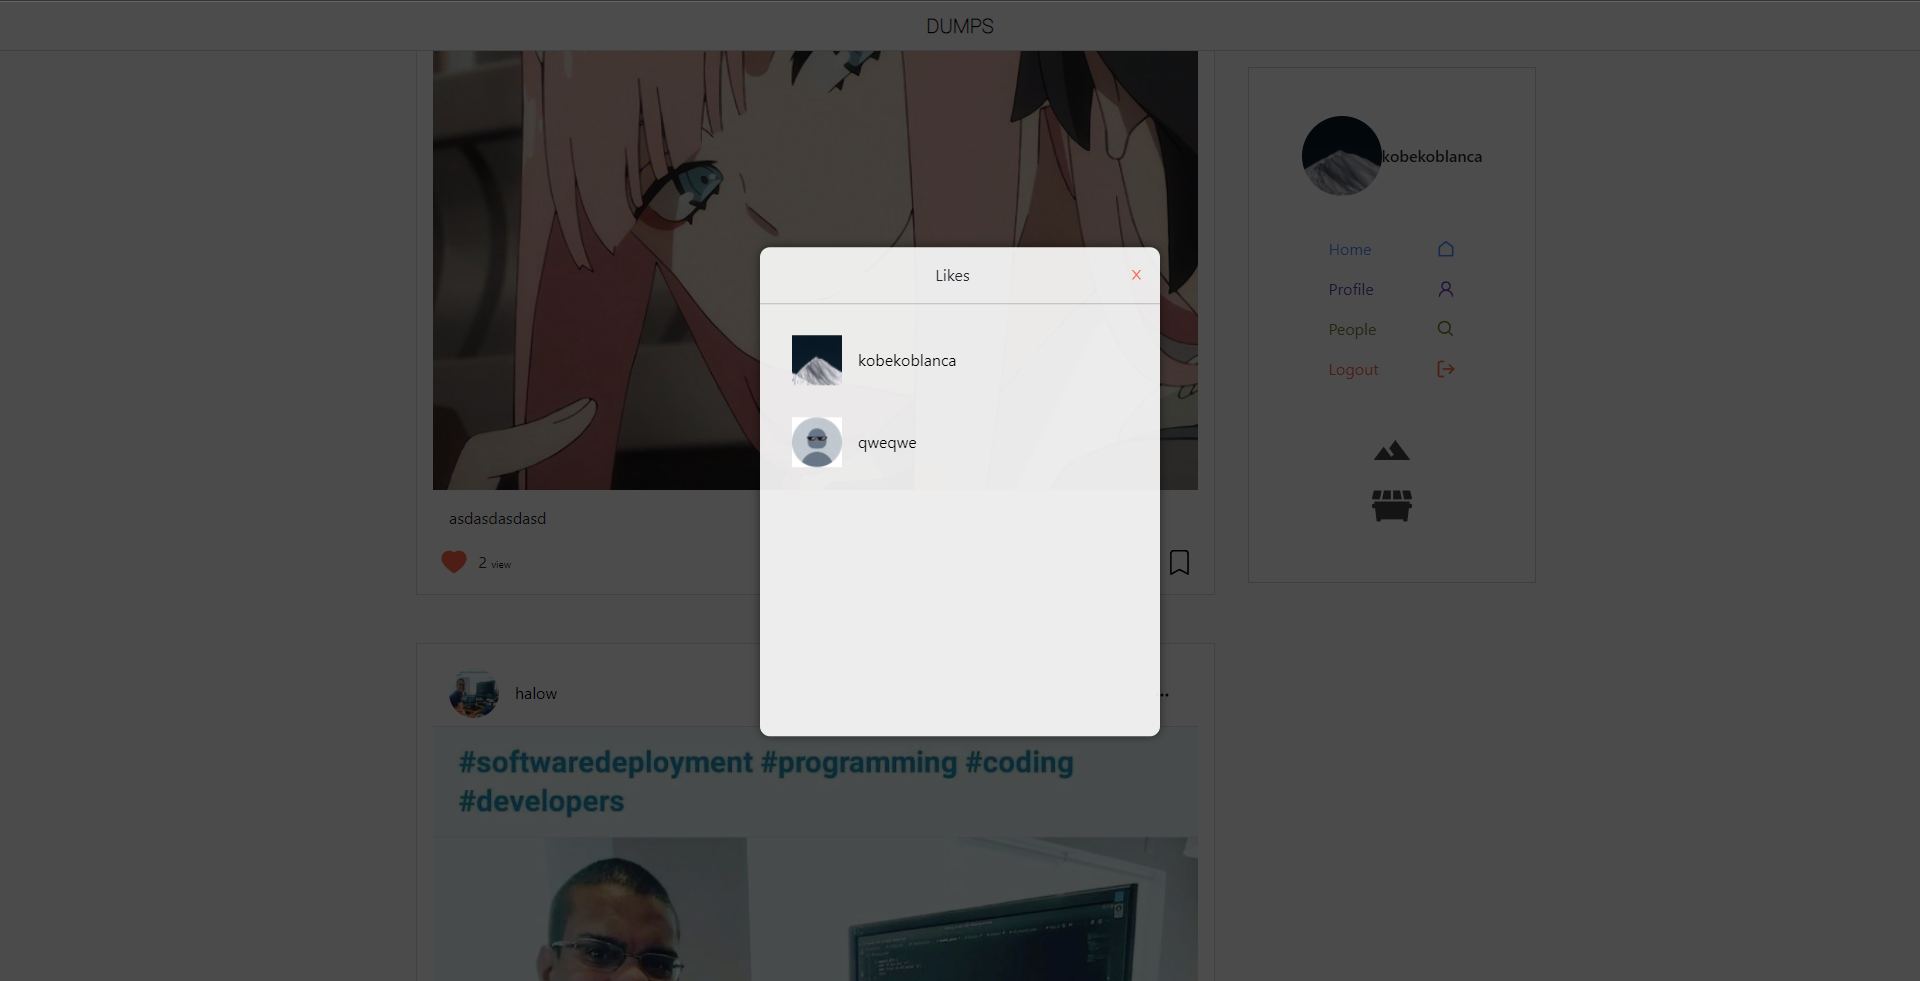 DUMPS
kobekoblanca
Home
Profile
People
Logout
Likes
X
kobekoblanca
qweqwe
asdasdasdasd
2 view
halow
#softwaredeployment #programming #coding
#developers